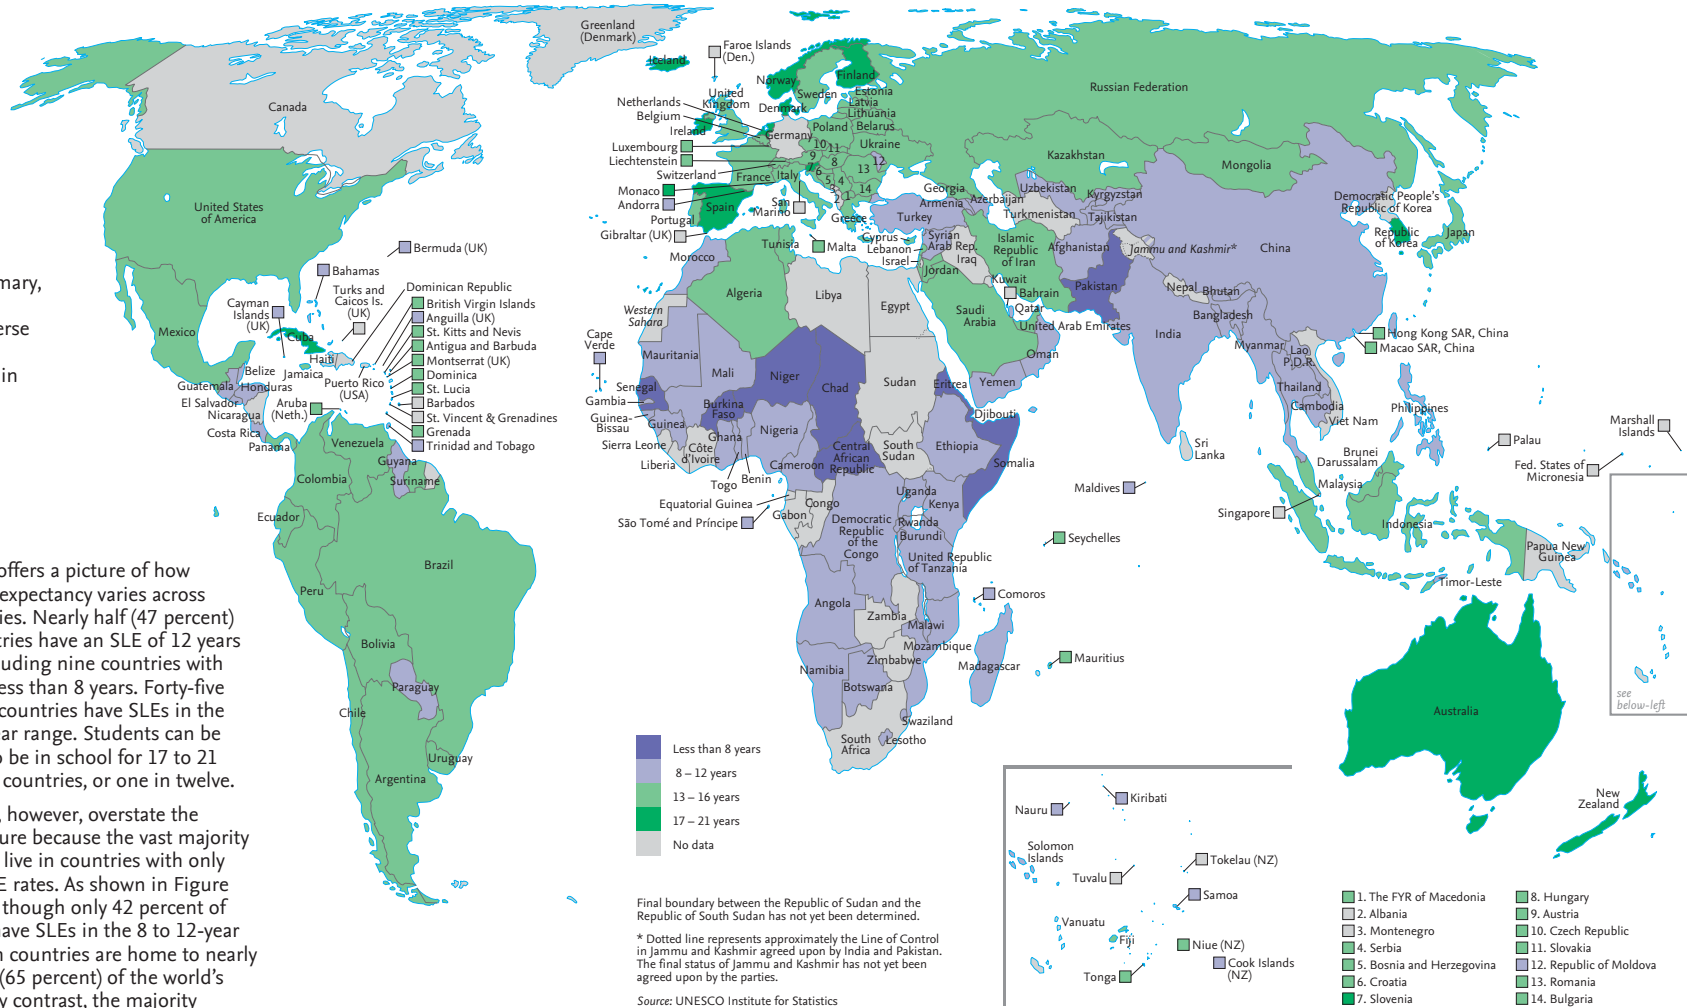 mary,
erse
in
offers a picture of how
expectancy varies across
ies. Nearly half (47 percent)
tries have an SLE of 12 years
luding nine countries with
less than 8 years. Forty-five
countries have SLEs in the
ear range. Students can be
o be in school for 17 to 21
countries, or one in twelve.
, however, overstate the
ure because the vast majority
live in countries with only
E rates. As shown in Figure
though only 42 percent of
have SLEs in the 8 to 12-year
n countries are home to nearly
(65 percent) of the world's
y contrast, the majority
Greenland
(Denmark)
Canada
United States
of America
Mexico
Bermuda (UK)
Bahamas
Turks and
Caicos Is.
(UK)
Cayman
Islands
(UK)
Cuba
Haiti
Jamaica
Belize
Guatemala
Honduras
El Salvador
Nicaragua
Costa Rica
Panama
Puerto Rico
(USA)
Aruba
(Neth.)
Dominican Republic
British Virgin Islands
Anguilla (UK)
St. Kitts and Nevis
Antigua and Barbuda
Montserrat (UK)
Dominica
St. Lucia
Barbados
St. Vincent & Grenadines
Grenada
Trinidad and Tobago
Venezuela
Guyana
Suriname
Colombia
Ecuador
Peru
Brazil
Bolivia
Paraguay
Chile
Uruguay
Argentina
Iceland
Faroe Islands
(Den.)
Norway
Sweden
Finland
Estonia
Latvia
Lithuania
Belarus
United
Kingdom
Denmark
Netherlands
Belgium
Ireland
Germany
Poland
Ukraine
Luxembourg
Liechtenstein
Switzerland
France
Italy
Monaco
Andorra
Spain
Portugal
Gibraltar (UK)
San
Marino
Greece
Malta
10
11
9
8
12
7
6
13
5
4
3
14
2
1
Russian Federation
Kazakhstan
Mongolia
Georgia
Armenia
Azerbaijan
Turkey
Uzbekistan
Kyrgyzstan
Turkmenistan
Tajikistan
Cyprus
Lebanon
Israel
Syrian
Arab Rep.
Iraq
Jordan
Islamic
Republic
of Iran
Afghanistan
Kuwait
Bahrain
Qatar
Saudi
Arabia
United Arab Emirates
Oman
Yemen
Pakistan
Jammu and Kashmir*
China
Democratic People's
Republic of Korea
Republic
of Korea
Japan
Nepal
Bhutan
Bangladesh
India
Myanmar
Lao
P.D.R.
Thailand
Cambodia
Viet Nam
Hong Kong SAR, China
Macao SAR, China
Philippines
Sri
Lanka
Maldives
Brunei
Darussalam
Malaysia
Singapore
Indonesia
Palau
Marshall
Islands
Fed. States of
Micronesia
Papua New
Guinea
Timor-Leste
Australia
New
Zealand
see
below-left
Morocco
Tunisia
Algeria
Libya
Egypt
Western
Sahara
Cape
Verde
Mauritania
Mali
Niger
Chad
Sudan
Eritrea
Djibouti
Senegal
Gambia
Guinea-
Bissau
Guinea
Sierra Leone
Liberia
Côte
d'Ivoire
Burkina
Faso
Ghana
Togo
Benin
Nigeria
Cameroon
Central
African
Republic
South
Sudan
Ethiopia
Somalia
Equatorial Guinea
São Tomé and Príncipe
Gabon
Congo
Democratic
Republic
of the
Congo
Uganda
Kenya
Rwanda
Burundi
United Republic
of Tanzania
Seychelles
Comoros
Mauritius
Angola
Zambia
Malawi
Mozambique
Zimbabwe
Madagascar
Namibia
Botswana
Swaziland
Lesotho
South
Africa
Less than 8 years
8 – 12 years
13 – 16 years
17 – 21 years
No data
Final boundary between the Republic of Sudan and the
Republic of South Sudan has not yet been determined.
* Dotted line represents approximately the Line of Control
in Jammu and Kashmir agreed upon by India and Pakistan.
The final status of Jammu and Kashmir has not yet been
agreed upon by the parties.
Source: UNESCO Institute for Statistics
Nauru
Kiribati
Solomon
Islands
Tokelau (NZ)
Tuvalu
Samoa
Vanuatu
Fiji
Niue (NZ)
Cook Islands
(NZ)
Tonga
1. The FYR of Macedonia
2. Albania
3. Montenegro
4. Serbia
5. Bosnia and Herzegovina
6. Croatia
7. Slovenia
8. Hungary
9. Austria
10. Czech Republic
11. Slovakia
12. Republic of Moldova
13. Romania
14. Bulgaria